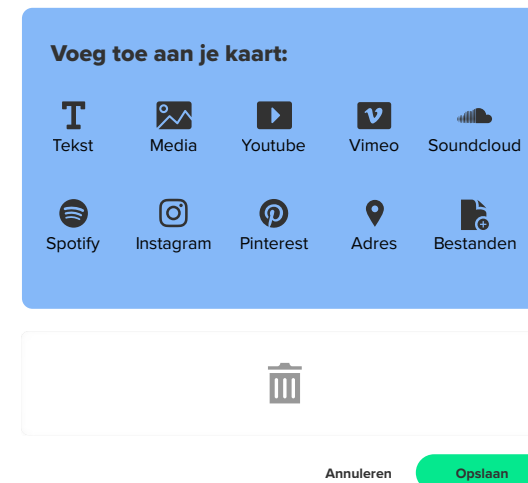 Voeg toe aan je kaart:
Tekst Media Youtube Vimeo Soundcloud
Spotify Instagram Pinterest Adres Bestanden
Annuleren Opslaan